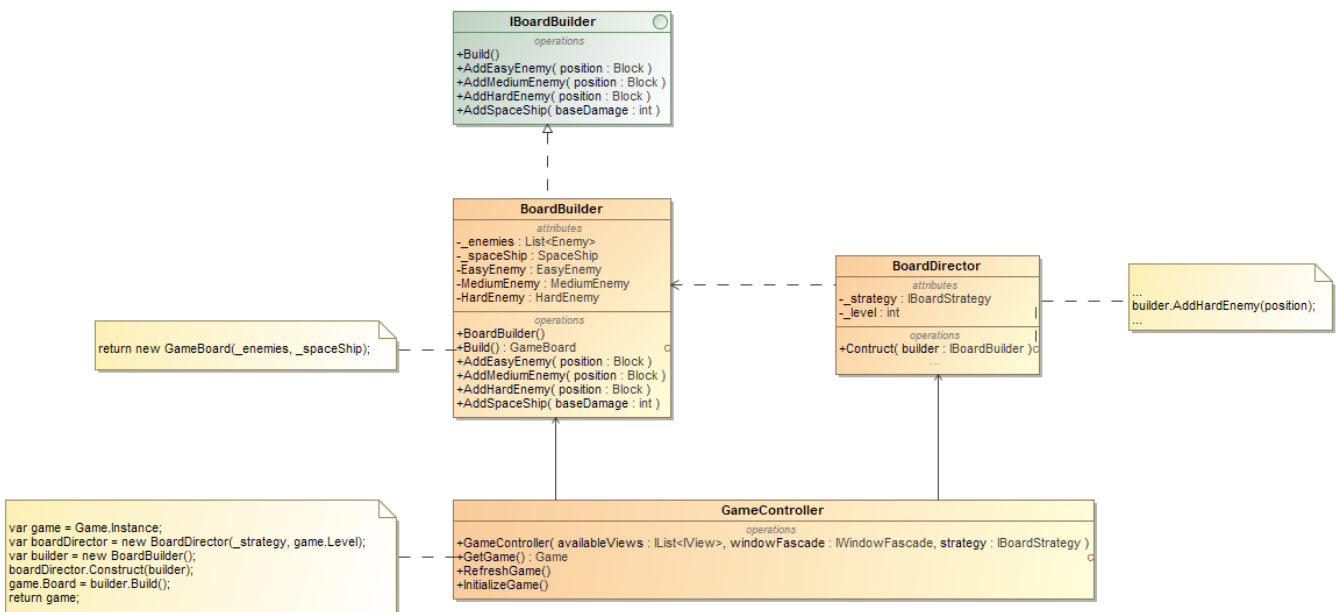 IBoardBuilder
operations
+Build()
+AddEasyEnemy( position : Block )
+AddMediumEnemy( position : Block )
+AddHardEnemy( position : Block )
+AddSpaceShip( baseDamage : int )
BoardBuilder
attributes
-_enemies : List<Enemy>
-_spaceShip : SpaceShip
-EasyEnemy : EasyEnemy
-MediumEnemy : MediumEnemy
-HardEnemy : HardEnemy
operations
+BoardBuilder()
+Build() : GameBoard
+AddEasyEnemy( position : Block )
+AddMediumEnemy( position : Block )
+AddHardEnemy( position : Block )
+AddSpaceShip( baseDamage : int )
return new GameBoard(_enemies, _spaceShip);
BoardDirector
attributes
-_strategy : IBoardStrategy
-_level : int
operations
+Contruct( builder : IBoardBuilder )
...
...
builder.AddHardEnemy(position);
...
var game = Game.Instance;
var boardDirector = new BoardDirector(_strategy, game.Level);
var builder = new BoardBuilder();
boardDirector.Construct(builder);
game.Board = builder.Build();
return game;
GameController
operations
+GameController( availableViews : IList<IView>, windowFascade : IWindowFascade, strategy : IBoardStrategy )
+GetGame() : Game
+RefreshGame()
+InitializeGame()